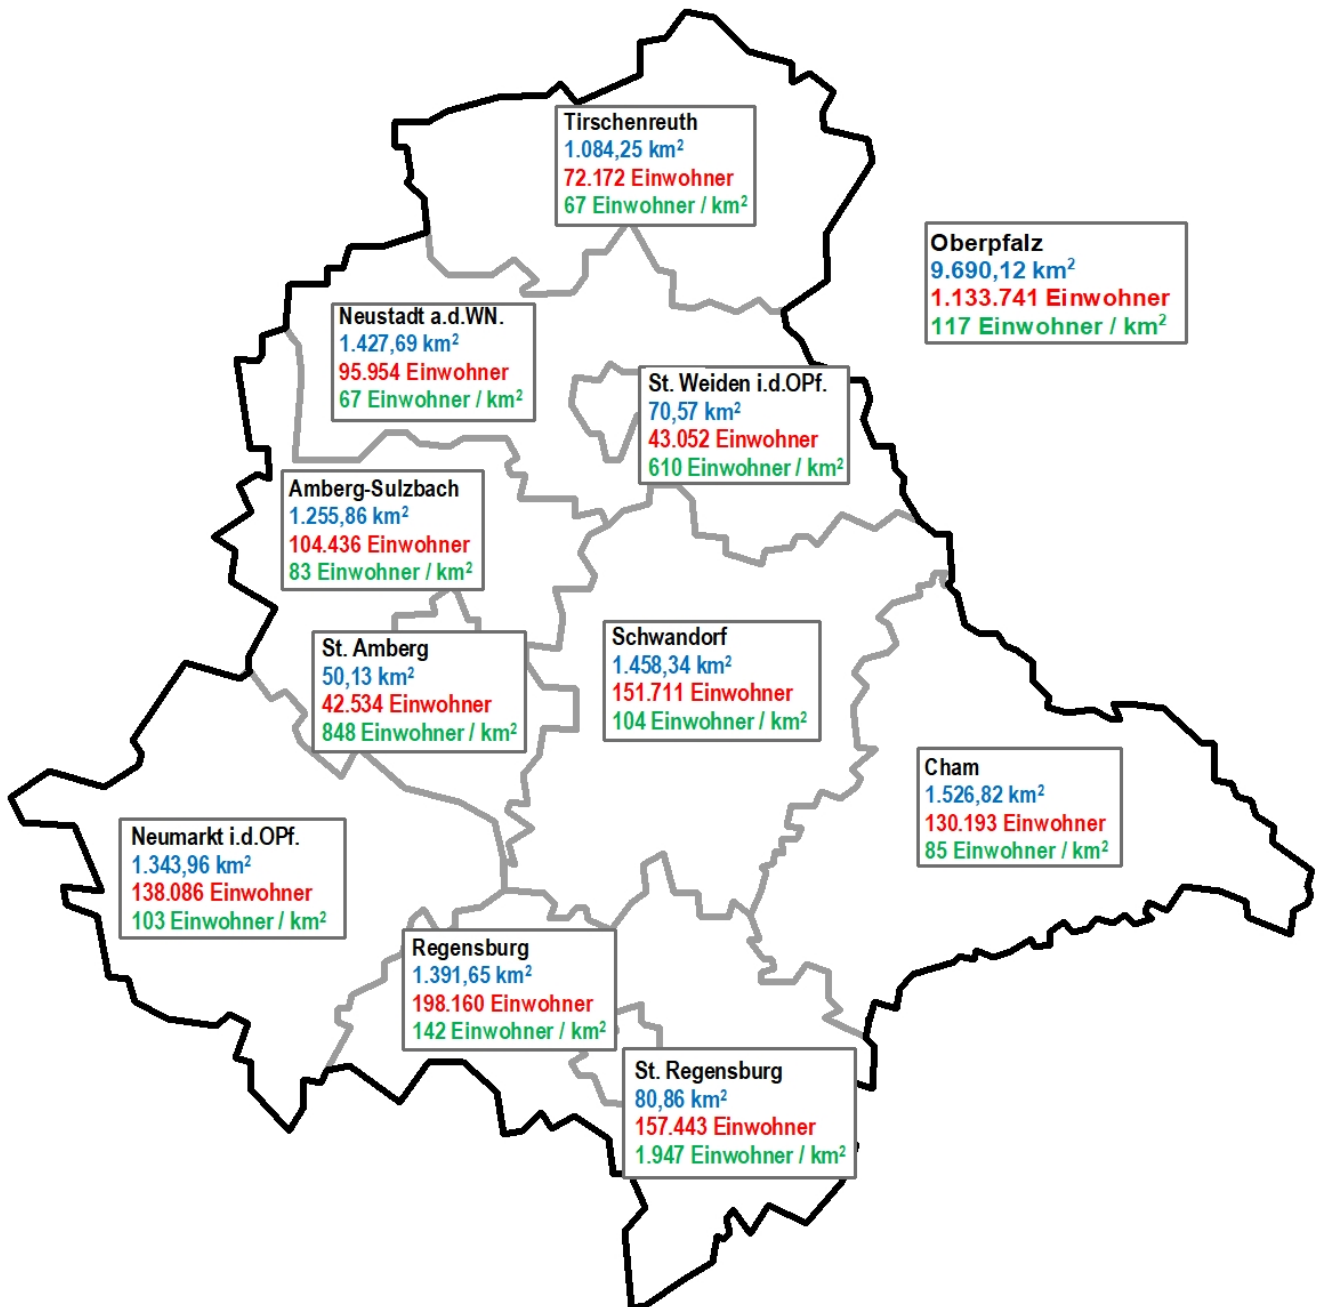 Tirschenreuth
1.084,25 km²
72.172 Einwohner
67 Einwohner / km²
Oberpfalz
9.690,12 km²
1.133.741 Einwohner
117 Einwohner / km²
Neustadt a.d.WN.
1.427,69 km²
95.954 Einwohner
67 Einwohner / km²
St. Weiden i.d.OPf.
70,57 km²
43.052 Einwohner
610 Einwohner / km²
Amberg-Sulzbach
1.255,86 km²
104.436 Einwohner
83 Einwohner / km²
St. Amberg
50,13 km²
42.534 Einwohner
848 Einwohner / km²
Schwandorf
1.458,34 km²
151.711 Einwohner
104 Einwohner / km²
Cham
1.526,82 km²
130.193 Einwohner
85 Einwohner / km²
Neumarkt i.d.OPf.
1.343,96 km²
138.086 Einwohner
103 Einwohner / km²
Regensburg
1.391,65 km²
198.160 Einwohner
142 Einwohner / km²
St. Regensburg
80,86 km²
157.443 Einwohner
1.947 Einwohner / km²